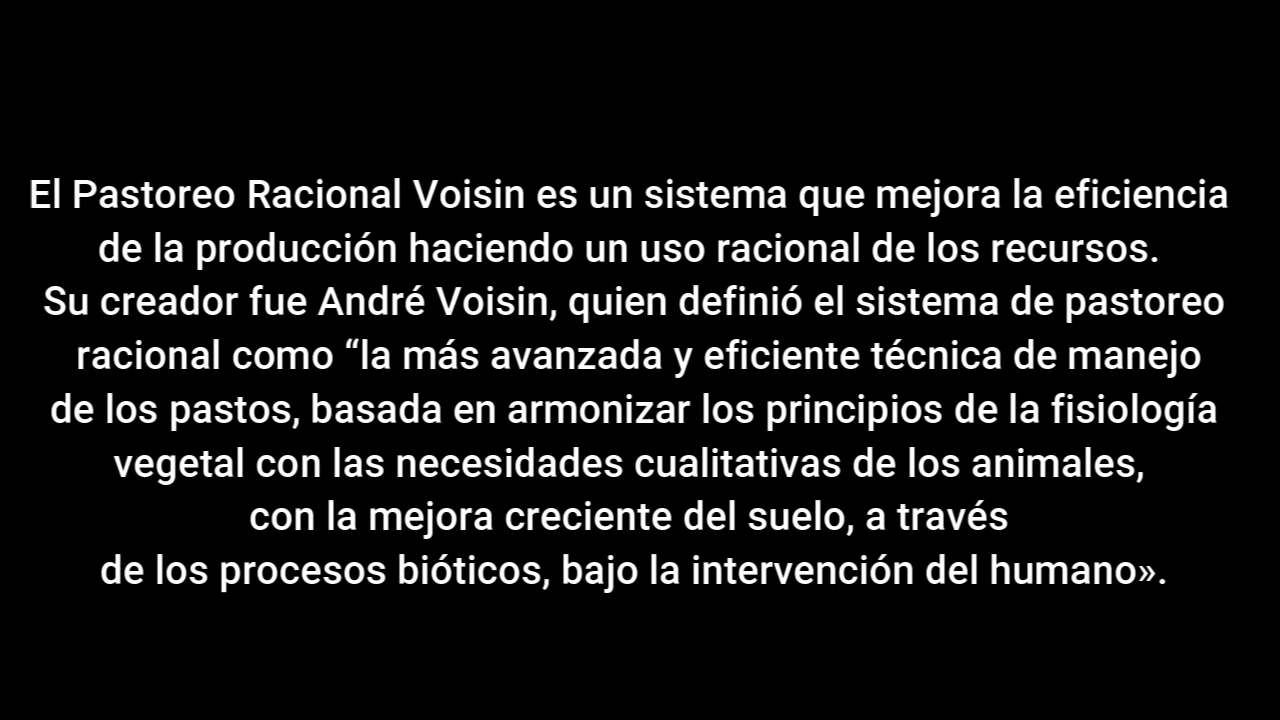 El Pastoreo Racional Voisin es un sistema que mejora la eficiencia
de la producción haciendo un uso racional de los recursos.
Su creador fue André Voisin, quien definió el sistema de pastoreo
racional como “la más avanzada y eficiente técnica de manejo
de los pastos, basada en armonizar los principios de la fisiología
vegetal con las necesidades cualitativas de los animales,
con la mejora creciente del suelo, a través
de los procesos bióticos, bajo la intervención del humano».